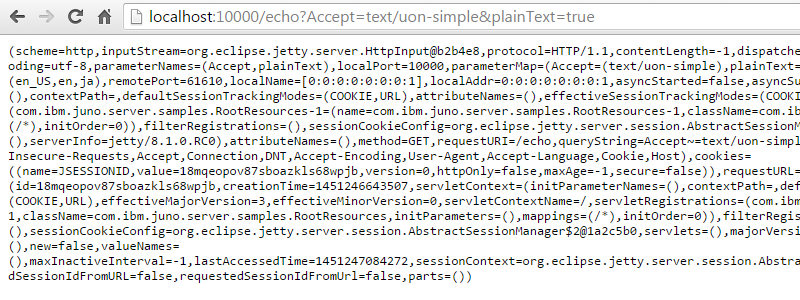 localhost:10000/echo?Accept=text/uon-simple&plainText=true
(scheme=http,inputStream=org.eclipse.jetty.server.HttpInput@b2b4e8,protocol=HTTP/1.1,contentLength=-1,dispatche
oding=utf-8,parameterNames=(Accept,plainText),localPort=10000,parameterMap=(Accept=(text/uon-simple),plainText=
(en_US,en,ja),remotePort=61610,localName=[0:0:0:0:0:0:0:1],localAddr=0:0:0:0:0:0:0:1,asyncStarted=false,asyncSu
(),contextPath=,defaultSessionTrackingModes=(COOKIE,URL),attributeNames=(),effectiveSessionTrackingModes=(COOKI
(com.ibm.juno.server.samples.RootResources-1=(name=com.ibm.juno.server.samples.RootResources-1,className=com.ib
(/*),initOrder=0)),filterRegistrations=(),sessionCookieConfig=org.eclipse.jetty.server.session.AbstractSessionM
(),serverInfo=jetty/8.1.0.RC0),attributeNames=(),method=GET,requestURI=/echo,queryString=Accept~=text/uon-simpl
Insecure-Requests,Accept,Connection,DNT,Accept-Encoding,User-Agent,Accept-Language,Cookie,Host),cookies=
((name=JSESSIONID,value=18mqeopov87sboazkls68wpjb,version=0,httpOnly=false,maxAge=-1,secure=false)),requestURL=
(id=18mqeopov87sboazkls68wpjb,creationTime=1451246643507,servletContext=(initParameterNames=(),contextPath=,def
(COOKIE,URL),effectiveMajorVersion=3,effectiveMinorVersion=0,servletContextName=/,servletRegistrations=(com.ibm
1,className=com.ibm.juno.server.samples.RootResources,initParameters=(),mappings=(/*),initOrder=0)),filterRegis
(),sessionCookieConfig=org.eclipse.jetty.server.session.AbstractSessionManager$2@1a2c5b0,servlets=(),majorVersi
(),new=false,valueNames=
(),maxInactiveInterval=-1,lastAccessedTime=1451247084272,sessionContext=org.eclipse.jetty.server.session.Abstra
dSessionIdFromURL=false,requestedSessionIdFromUrl=false,parts=())